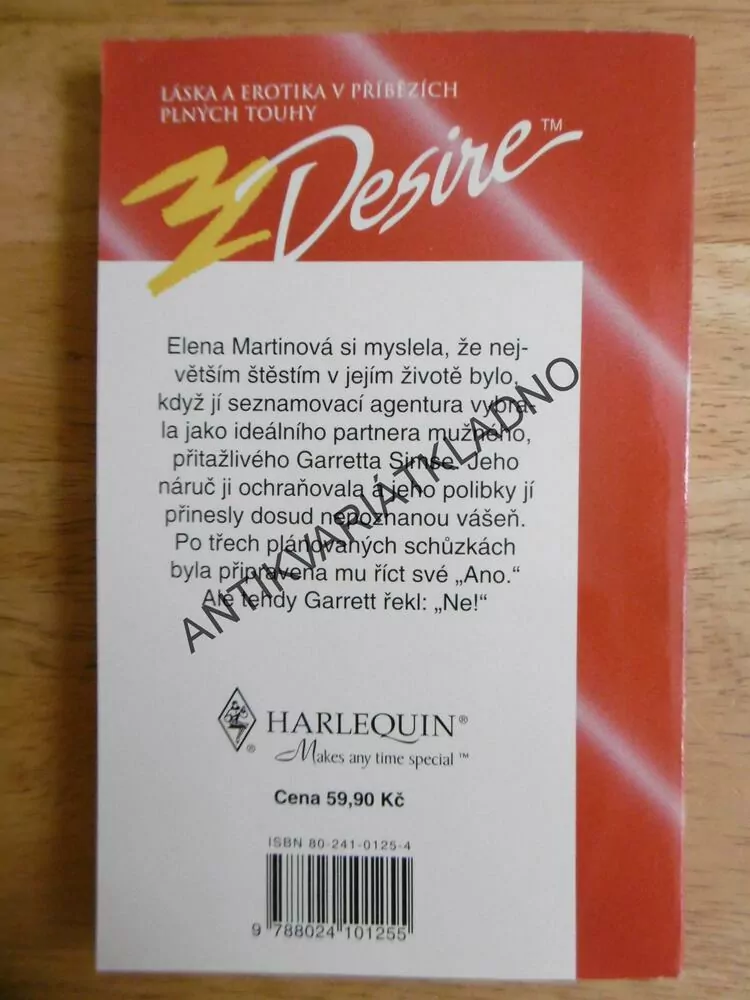 LÁSKA A EROTIKA V PŘÍBĚZÍCH
PLNÝCH TOUHY
Desire™
Elena Martinová si myslela, že nej-
větším štěstím v jejím životě bylo,
když jí seznamovací agentura vybra-
la jako ideálního partnera mužného,
přitažlivého Garretta Simse. Jeho
náruč ji ochraňovala a jeho polibky jí
přinesly dosud nepoznanou vášeň.
Po třech plánovaných schůzkách
byla připravena mu říct své „Ano.“
Ale tehdy Garrett řekl: „Ne!“
ANTIKVARIÁTKLADNO
HARLEQUIN®
®
Makes any time special™
Cena 59,90 Kč
ISBN 80-241-0125-4
9 788024 101255